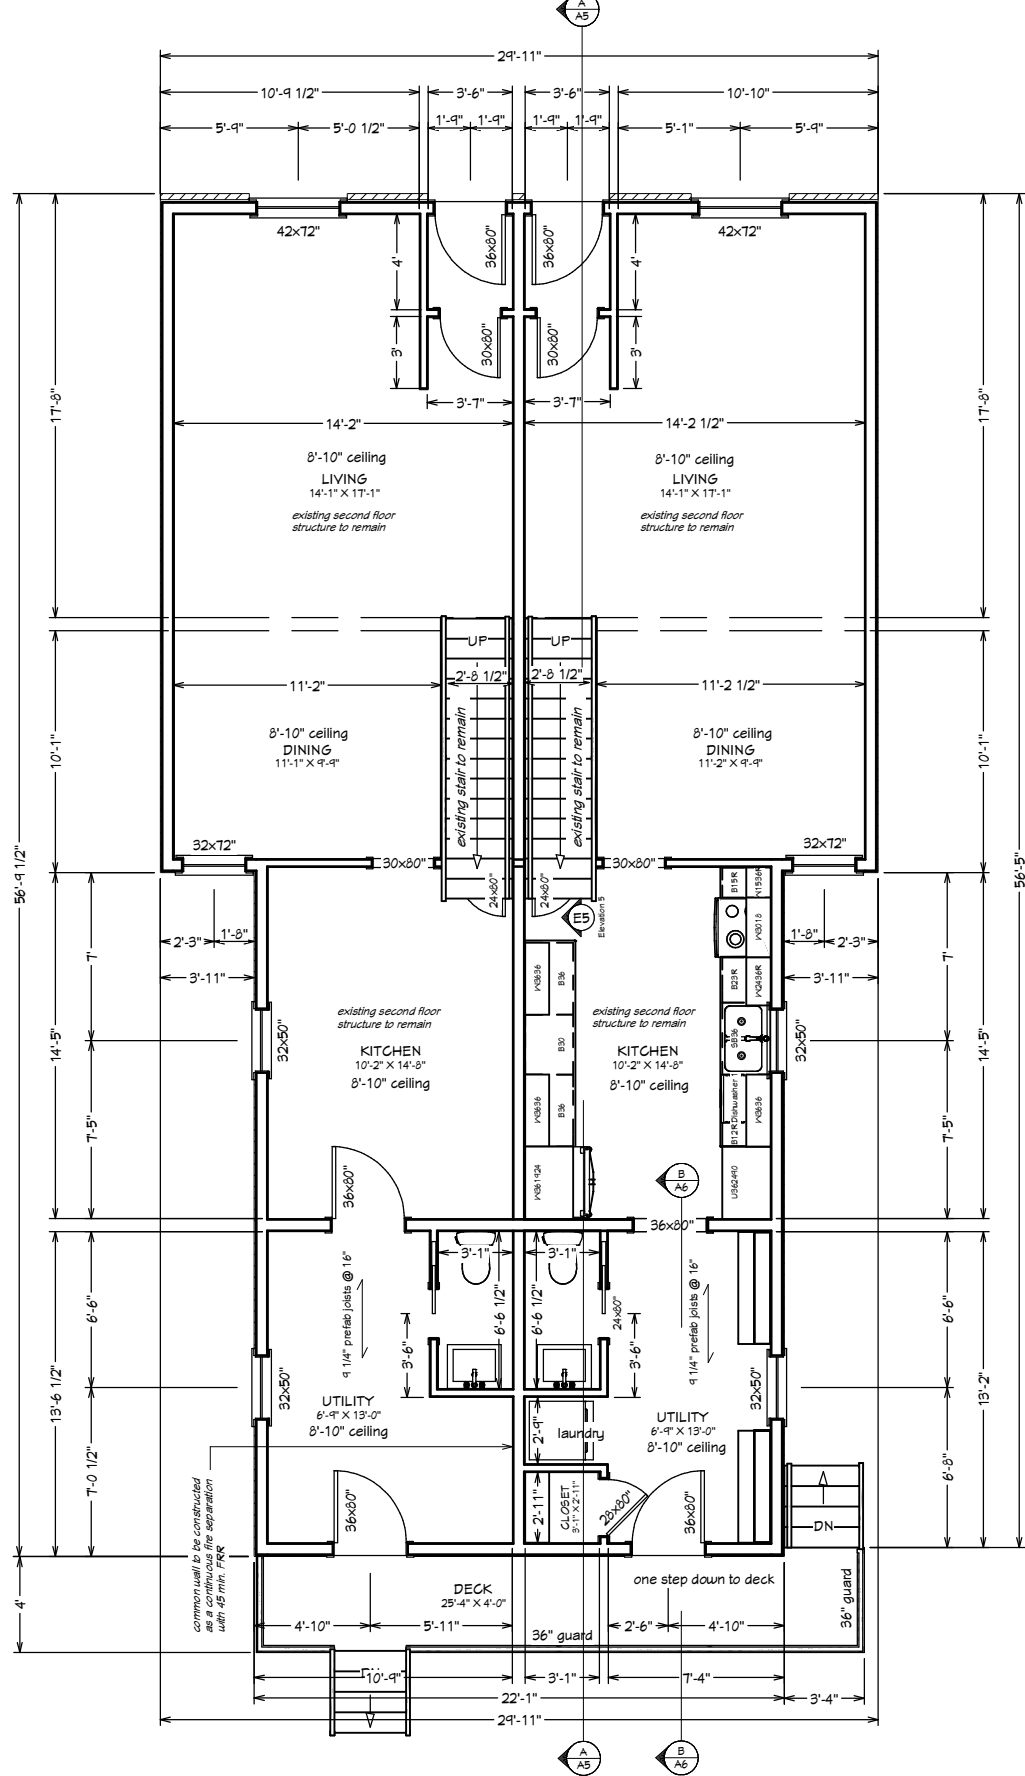 A
A5
29'-11"
10'-9 1/2"
3'-6"
3'-6"
10'-10"
5'-9"
5'-0 1/2"
1'-9"
1'-9"
1'-9"
1'-9"
5'-1"
5'-9"
42x72"
42x72"
36x80"
36x80"
4'
4'
30x80"
30x80"
3'
3'
3'-7"
3'-7"
17'-8"
17'-8"
14'-2"
14'-2 1/2"
8'-10" ceiling
LIVING
14'-1" X 17'-1"
existing second floor
structure to remain
8'-10" ceiling
LIVING
14'-1" X 17'-1"
existing second floor
structure to remain
UP
UP
2'-8 1/2"
2'-8 1/2"
11'-2"
11'-2 1/2"
existing stair to remain
existing stair to remain
8'-10" ceiling
DINING
11'-1" X 9'-9"
8'-10" ceiling
DINING
11'-2" X 9'-9"
10'-1"
10'-1"
32x72"
32x72"
30x80"
30x80"
24x80"
24x80"
56'-9 1/2"
56'-5"
E5
Elevation 5
B15R
W1536R
W3018
B23R
W2436R
SB36
Dishwasher 1
B12R
W3636
U362490
W3636
B36
B30
W3636
B36
W361924
2'-3"
1'-8"
3'-11"
1'-8"
2'-3"
3'-11"
7'
7'
14'-5"
14'-5"
32x50"
32x50"
existing second floor
structure to remain
KITCHEN
10'-2" X 14'-8"
8'-10" ceiling
existing second floor
structure to remain
KITCHEN
10'-2" X 14'-8"
8'-10" ceiling
7'-5"
7'-5"
36x80"
B
A6
36x80"
3'-1"
3'-1"
6'-6 1/2"
6'-6 1/2"
9 1/4" prefab joists @ 16"
9 1/4" prefab joists @ 16"
24x80"
3'-6"
3'-6"
6'-6"
6'-6"
13'-6 1/2"
13'-2"
32x50"
32x50"
UTILITY
6'-9" X 13'-0"
8'-10" ceiling
UTILITY
6'-9" X 13'-0"
8'-10" ceiling
2'-9"
laundry
2'-11"
CLOSET
3'-1" X 2'-11"
28x80"
36x80"
36x80"
7'-0 1/2"
6'-8"
DN
common wall to be constructed
as a continuous fire separation
with 45 min. FRR
4'
DECK
25'-4" X 4'-0"
one step down to deck
36" guard
36" guard
4'-10"
5'-11"
2'-6"
4'-10"
DN
10'-9"
3'-1"
7'-4"
22'-1"
3'-4"
29'-11"
A
A5
B
A6